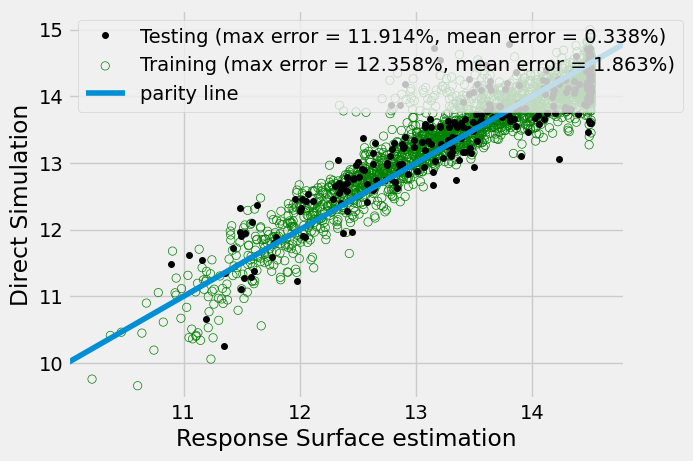 Testing (max error = 11.914%, mean error = 0.338%)
Training (max error = 12.358%, mean error = 1.863%)
parity line
Direct Simulation
15
14
13
12
11
10
11 12 13 14
Response Surface estimation